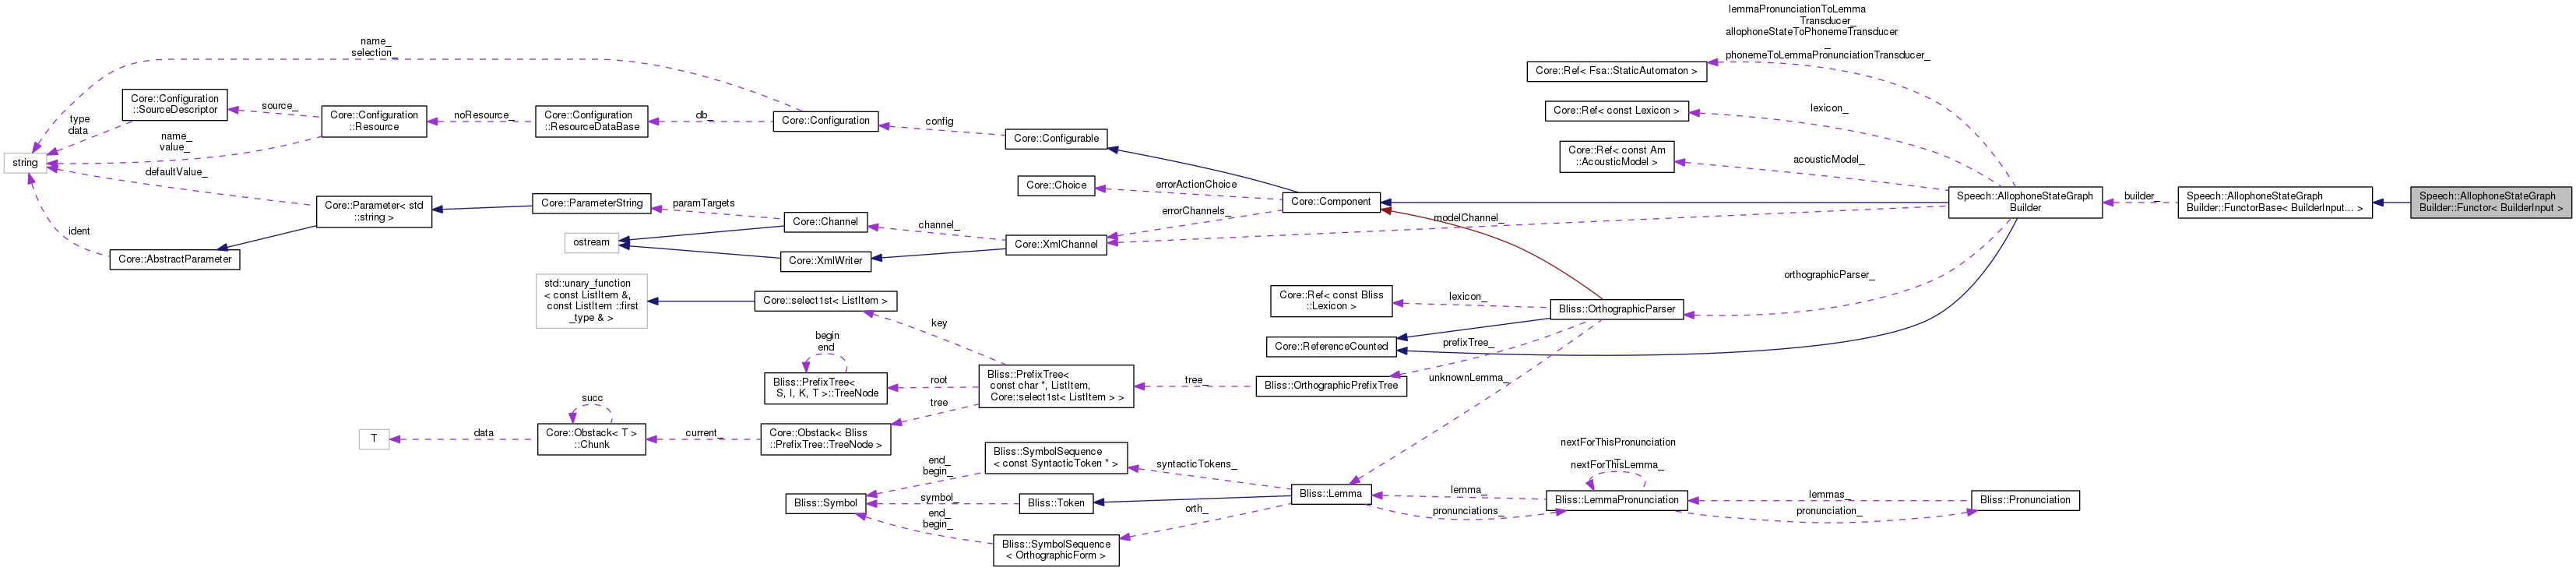 lemmaPronunciationToLemma
Transducer_
allophoneStateToPhonemeTransducer
_
phonemeToLemmaPronunciationTransducer_
name_
selection_
Core::Ref< Fsa::StaticAutomaton >
Core::Configuration
::SourceDescriptor
source_
Core::Configuration
::Resource
noResource_
Core::Configuration
::ResourceDataBase
db_
Core::Configuration
config
Core::Configurable
Core::Ref< const Lexicon >
lexicon_
type
data
name_
value_
string
defaultValue_
Core::Ref< const Am
::AcousticModel >
acousticModel_
Core::Choice
errorActionChoice
Core::Component
Speech::AllophoneStateGraph
Builder
builder_
Speech::AllophoneStateGraph
Builder::FunctorBase< BuilderInput... >
Speech::AllophoneStateGraph
Builder::Functor< BuilderInput >
Core::Parameter< std
::string >
Core::ParameterString
paramTargets
Core::Channel
channel_
errorChannels_
modelChannel_
Core::XmlChannel
ident
Core::AbstractParameter
ostream
Core::XmlWriter
orthographicParser_
std::unary_function
< const ListItem &,
const ListItem ::first
_type & >
Core::select1st< ListItem >
key
Core::Ref< const Bliss
::Lexicon >
lexicon_
Bliss::OrthographicParser
Core::ReferenceCounted
prefixTree_
begin
end
Bliss::PrefixTree<
S, I, K, T >::TreeNode
root
Bliss::PrefixTree<
const char *, ListItem,
Core::select1st< ListItem > >
tree_
Bliss::OrthographicPrefixTree
unknownLemma_
tree
succ
T
data
Core::Obstack< T >
::Chunk
current_
Core::Obstack< Bliss
::PrefixTree::TreeNode >
Bliss::SymbolSequence
< const SyntacticToken * >
syntacticTokens_
end_
begin_
nextForThisPronunciation
_
nextForThisLemma_
Bliss::Symbol
symbol_
Bliss::Token
Bliss::Lemma
lemma_
pronunciations_
Bliss::LemmaPronunciation
lemmas_
pronunciation_
Bliss::Pronunciation
end_
begin_
orth_
Bliss::SymbolSequence
< OrthographicForm >